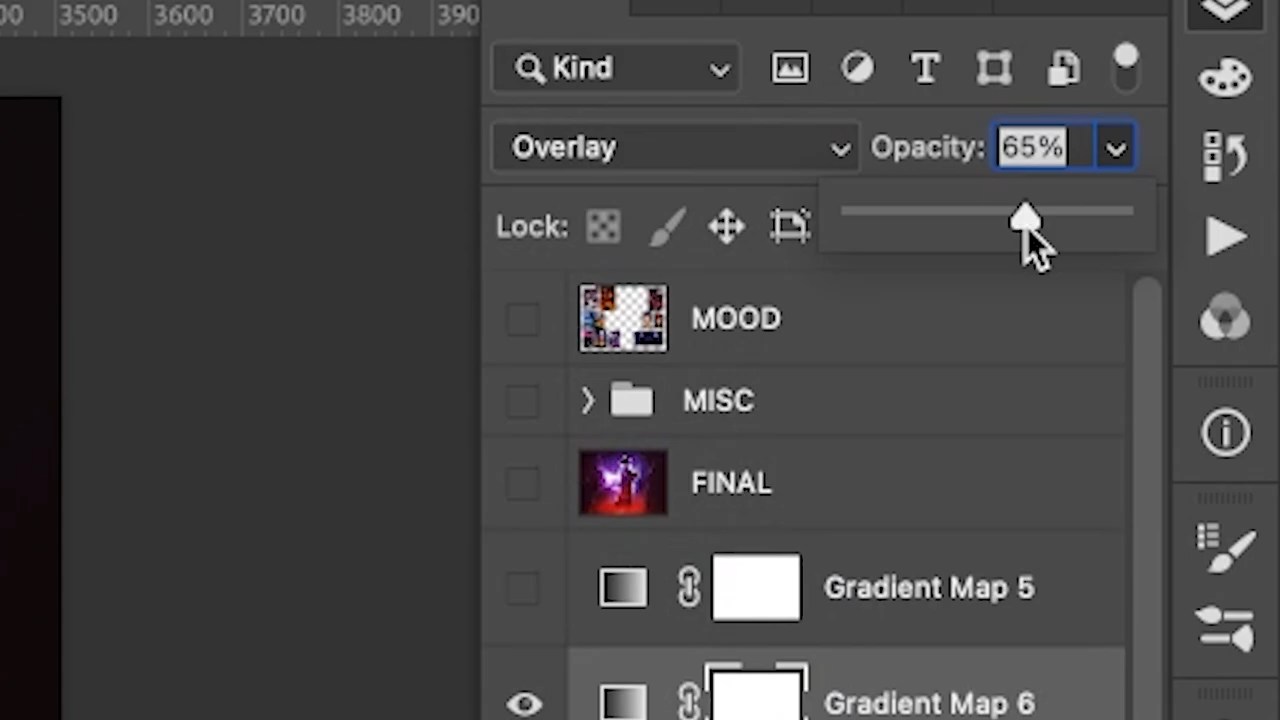 00 3500 3600 3700 3800 390
Kind
Overlay Opacity: 65%
Lock:
MOOD
MISC
FINAL
Gradient Map 5
Gradient Map 6